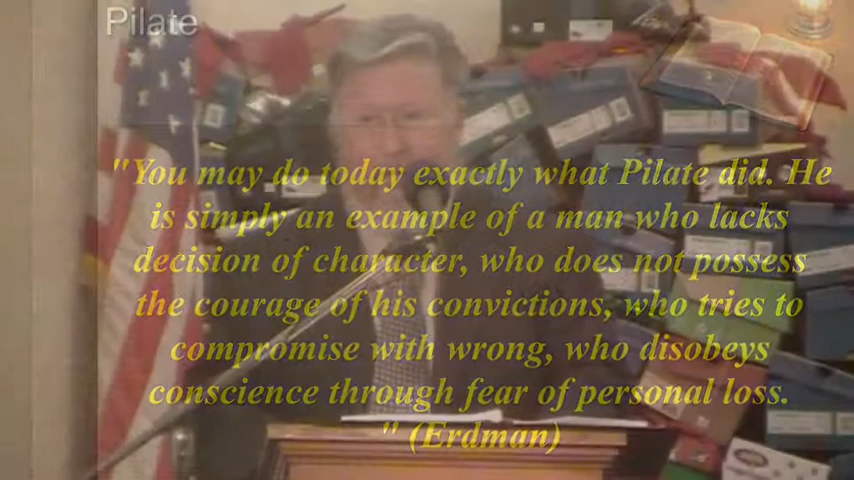 Pilate
"You may do today exactly what Pilate did. He
is simply an example of a man who lacks
decision of character, who does not possess
the courage of his convictions, who tries to
compromise with wrong, who disobeys
conscience through fear of personal loss.
" (Erdman)